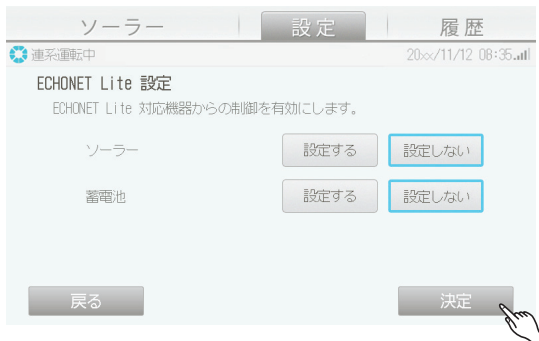 ソーラー 設定 履歴
連系運転中 20xx/11/12 08:35
ECHONET Lite 設定
ECHONET Lite 対応機器からの制御を有効にします。
ソーラー 設定する 設定しない
蓄電池 設定する 設定しない
戻る 決定